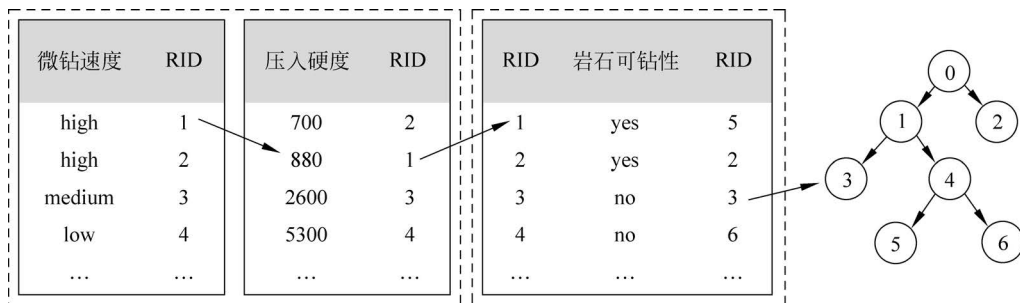 微钻速度 RID 压入硬度 RID RID 岩石可钻性 RID
high 1 700 2 1 yes 5
high 2 880 1 2 yes 2
medium 3 2600 3 3 no 3
low 4 5300 4 4 no 6
… … … … … … …
0
1 2
3 4
5 6